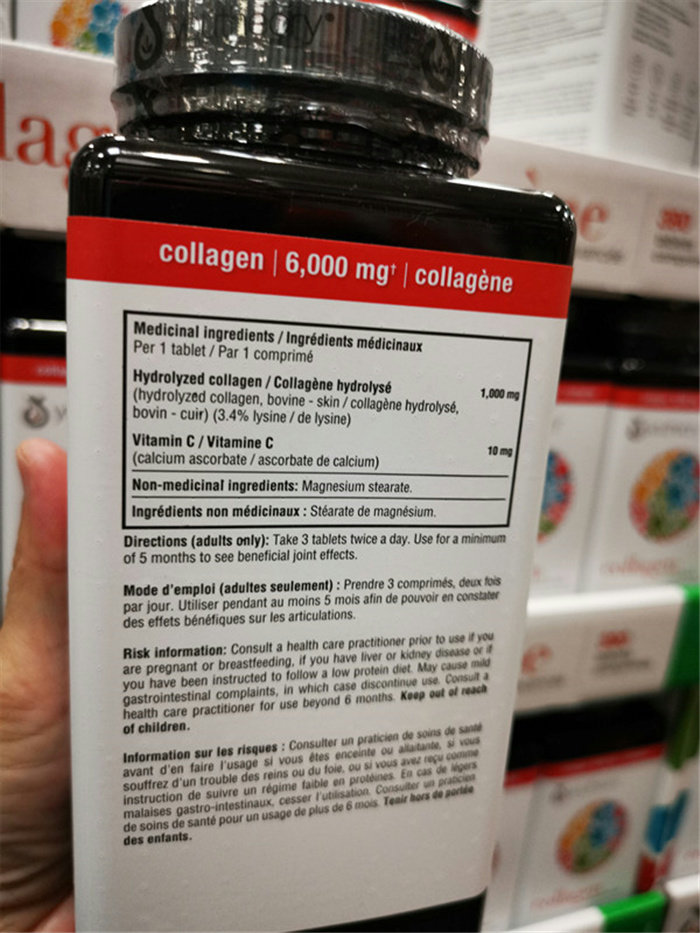 collagen | 6,000 mg† | collagène
Medicinal ingredients / Ingrédients médicinaux
Per 1 tablet / Par 1 comprimé
Hydrolyzed collagen / Collagène hydrolysé 1,000 mg
(hydrolyzed collagen, bovine - skin / collagène hydrolysé,
bovin - cuir) (3.4% lysine / de lysine)
Vitamin C / Vitamine C 10 mg
(calcium ascorbate / ascorbate de calcium)
Non-medicinal ingredients: Magnesium stearate.
Ingrédients non médicinaux : Stéarate de magnésium.
Directions (adults only): Take 3 tablets twice a day. Use for a minimum
of 5 months to see beneficial joint effects.
Mode d'emploi (adultes seulement) : Prendre 3 comprimés, deux fois
par jour. Utiliser pendant au moins 5 mois afin de pouvoir en constater
des effets bénéfiques sur les articulations.
Risk information: Consult a health care practitioner prior to use if you
are pregnant or breastfeeding, if you have liver or kidney disease or if
you have been instructed to follow a low protein diet. May cause mild
gastrointestinal complaints, in which case discontinue use. Consult a
health care practitioner for use beyond 6 months. Keep out of reach
of children.
Information sur les risques : Consulter un praticien de soins de santé
avant d'en faire l'usage si vous êtes enceinte ou allaitante, si vous
souffrez d'un trouble des reins ou du foie, ou si vous avez reçu comme
instruction de suivre un régime faible en protéines. En cas de légers
malaises gastro-intestinaux, cesser l'utilisation. Consulter un praticien
de soins de santé pour un usage de plus de 6 mois. Tenir hors de portée
des enfants.